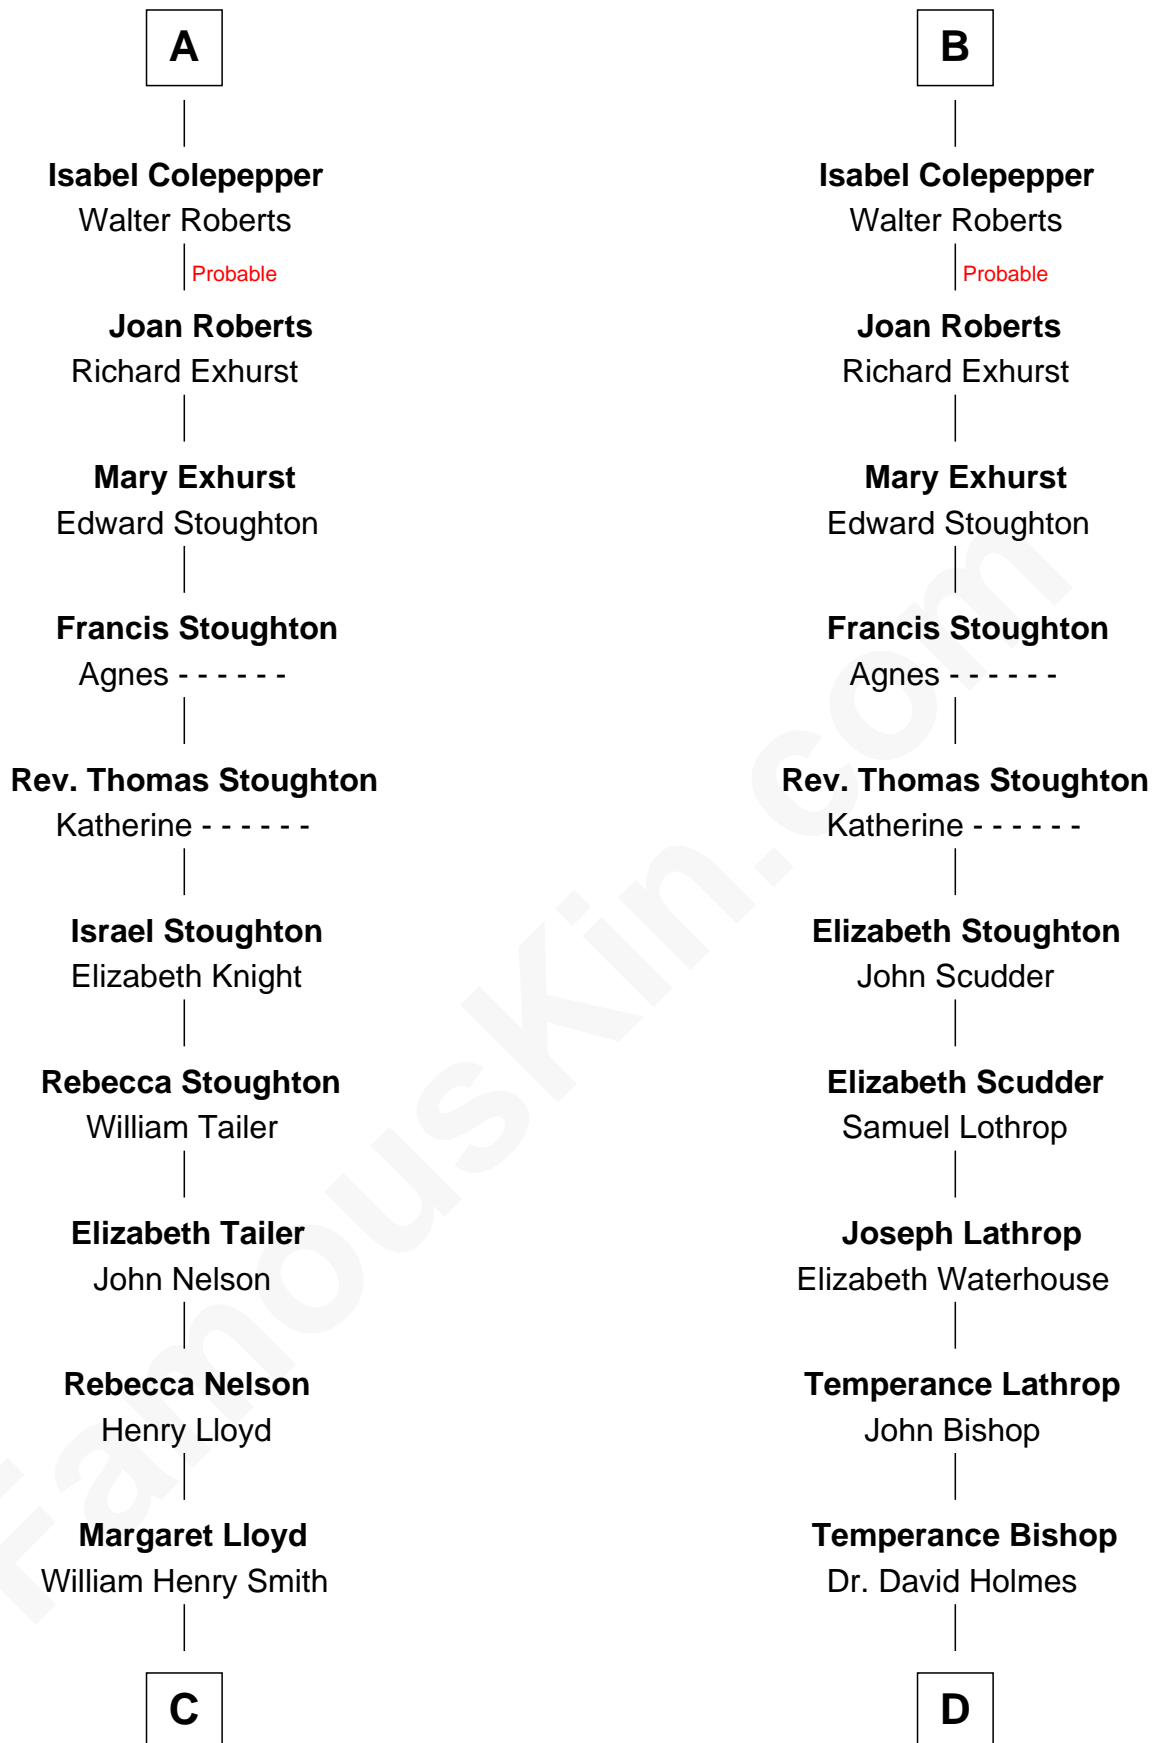 A
Isabel Colepepper
Walter Roberts
Probable
Joan Roberts
Richard Exhurst
Mary Exhurst
Edward Stoughton
Francis Stoughton
Agnes - - - - - -
Rev. Thomas Stoughton
Katherine - - - - - -
Israel Stoughton
Elizabeth Knight
Rebecca Stoughton
William Tailer
Elizabeth Tailer
John Nelson
Rebecca Nelson
Henry Lloyd
Margaret Lloyd
William Henry Smith
C
B
Isabel Colepepper
Walter Roberts
Probable
Joan Roberts
Richard Exhurst
Mary Exhurst
Edward Stoughton
Francis Stoughton
Agnes - - - - - -
Rev. Thomas Stoughton
Katherine - - - - - -
Elizabeth Stoughton
John Scudder
Elizabeth Scudder
Samuel Lothrop
Joseph Lathrop
Elizabeth Waterhouse
Temperance Lathrop
John Bishop
Temperance Bishop
Dr. David Holmes
D
FamousKin.com